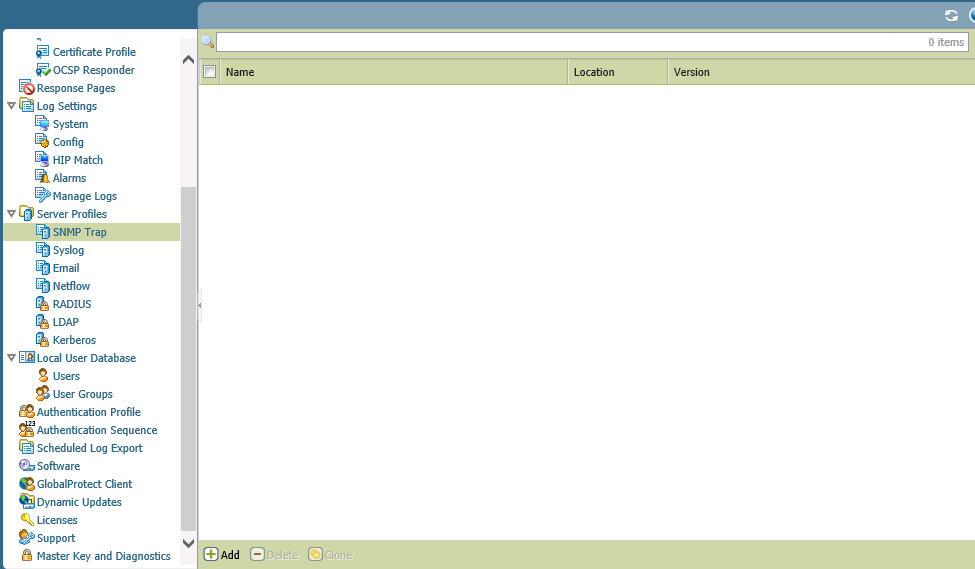 Certificate Profile
OCSP Responder
Response Pages
Log Settings
System
Config
HIP Match
Alarms
Manage Logs
Server Profiles
SNMP Trap
Syslog
Email
Netflow
RADIUS
LDAP
Kerberos
Local User Database
Users
User Groups
Authentication Profile
123
Authentication Sequence
Scheduled Log Export
Software
GlobalProtect Client
Dynamic Updates
Licenses
Support
Master Key and Diagnostics
0 items
Name Location Version
Add Delete Clone